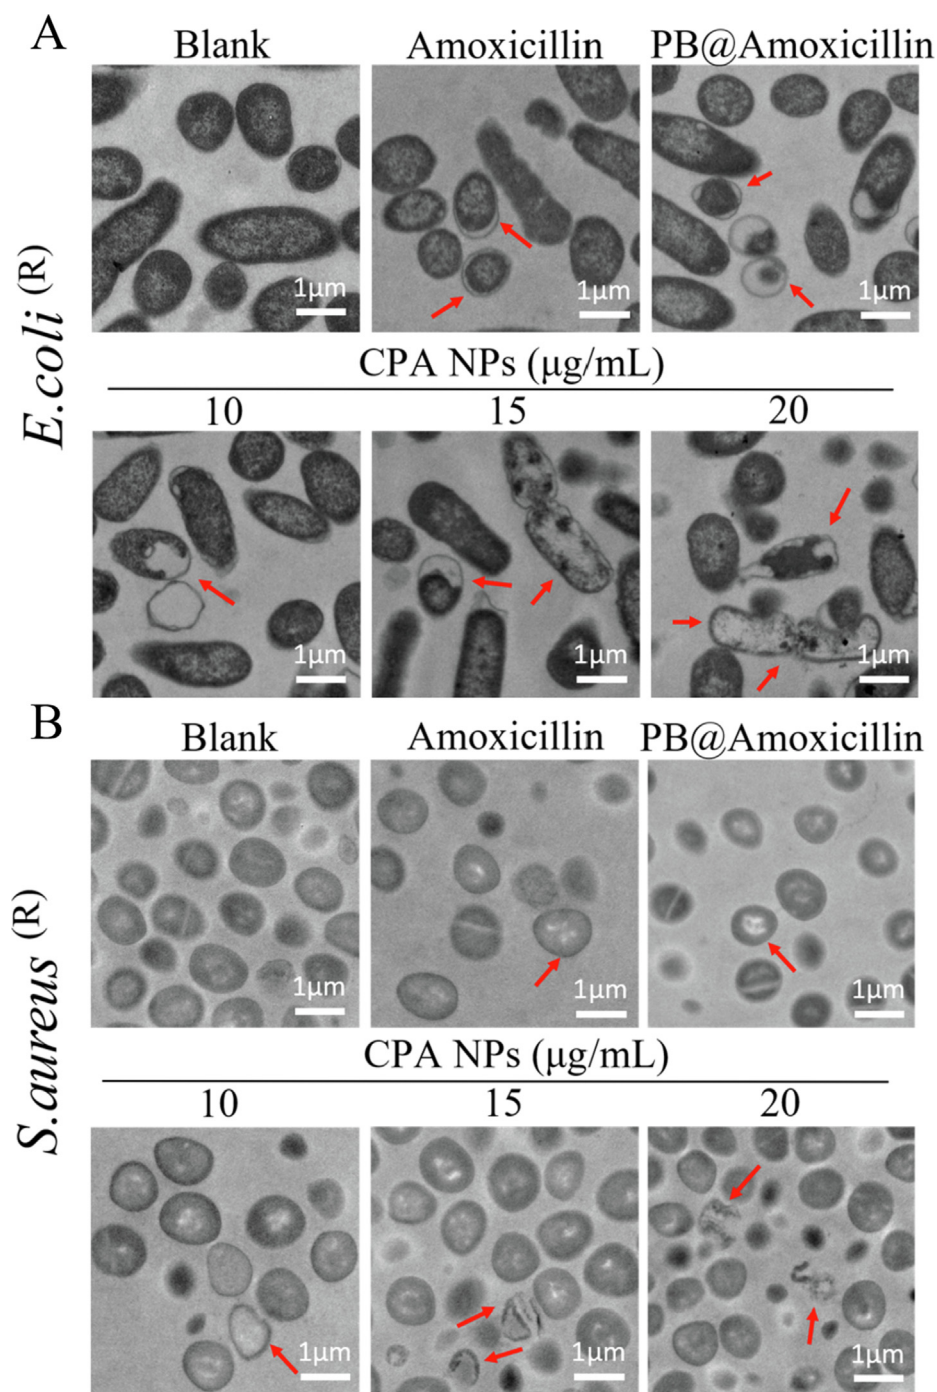 A
Blank Amoxicillin PB@Amoxicillin
E.coli (R)
1μm 1μm 1μm
CPA NPs (μg/mL)
10 15 20
1μm 1μm 1μm
B
Blank Amoxicillin PB@Amoxicillin
S.aureus (R)
1μm 1μm 1μm
CPA NPs (μg/mL)
10 15 20
1μm 1μm 1μm